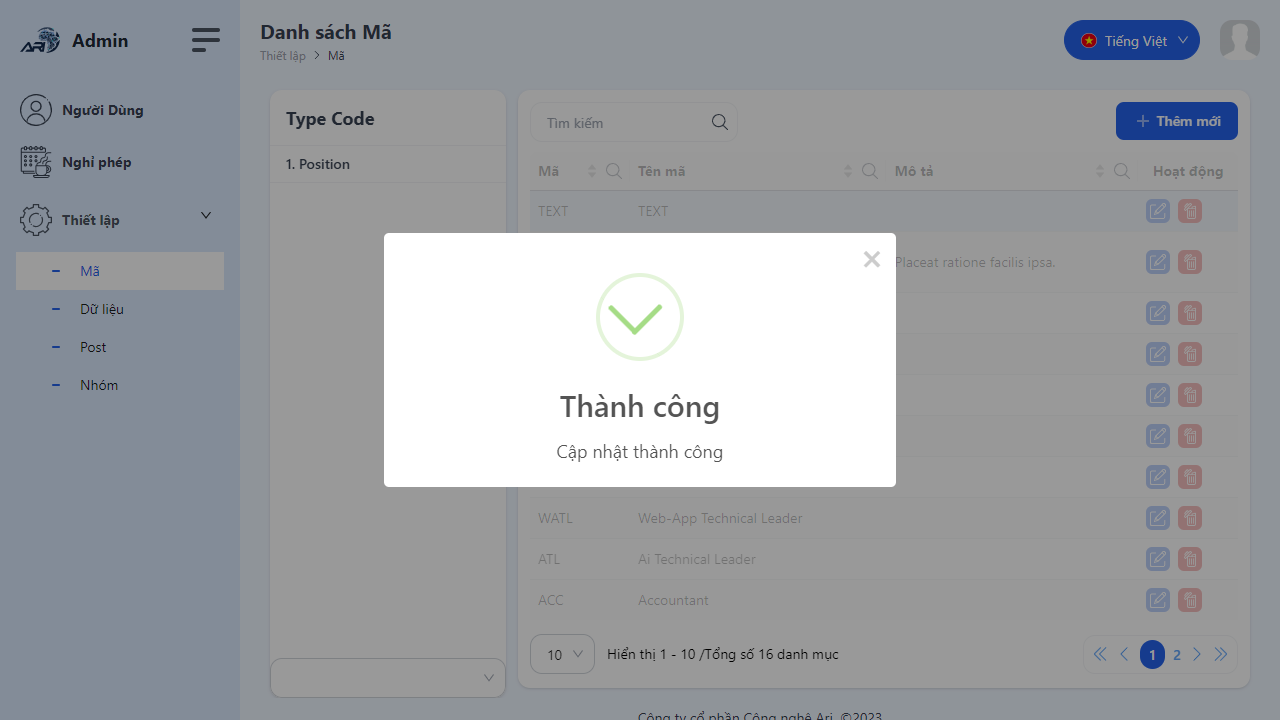 ARI
Admin
Người Dùng
Nghỉ phép
Thiết lập
Mã
Dữ liệu
Post
Nhóm
Danh sách Mã
Thiết lập
Mã
Tiếng Việt
Type Code
1. Position
Tìm kiếm
Thêm mới
Mã
Tên mã
Mô tả
Hoạt động
TEXT
TEXT
Placeat ratione facilis ipsa.
×
Thành công
Cập nhật thành công
WATL
Web-App Technical Leader
ATL
Ai Technical Leader
ACC
Accountant
10
Hiển thị 1 - 10 /Tổng số 16 danh mục
1
2
Công ty cổ phần Công nghệ Ari. ©2023